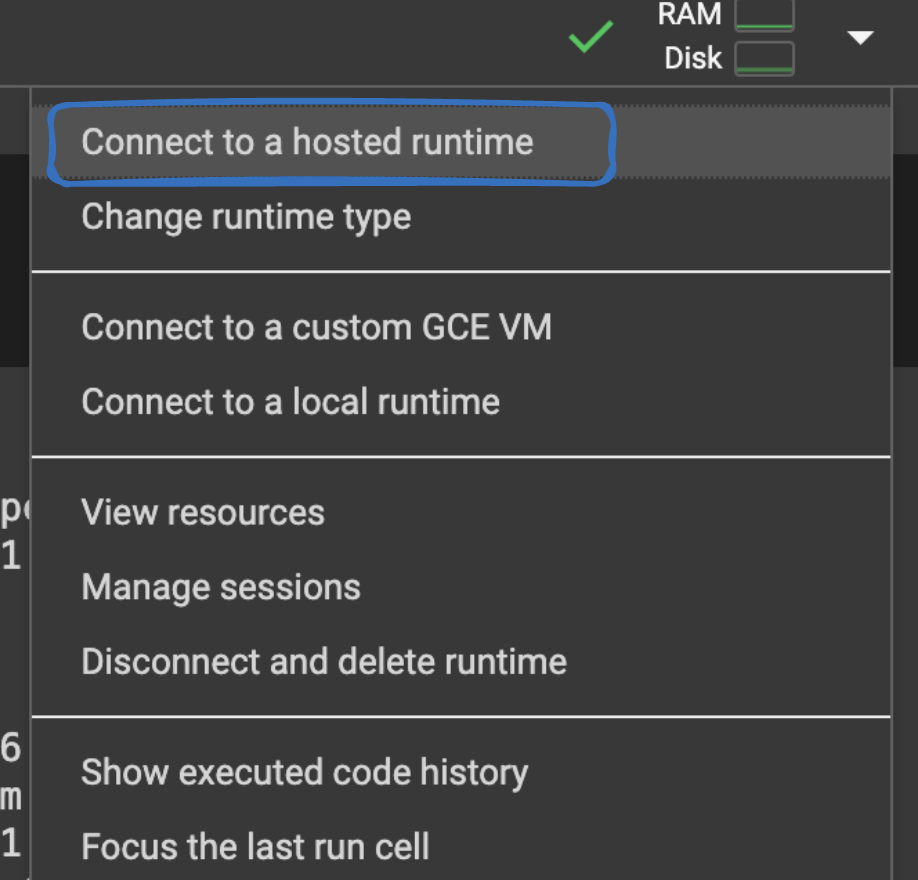 RAM
Disk
Connect to a hosted runtime
Change runtime type
Connect to a custom GCE VM
Connect to a local runtime
View resources
1
Manage sessions
Disconnect and delete runtime
6
Show executed code history
m
1
Focus the last run cell